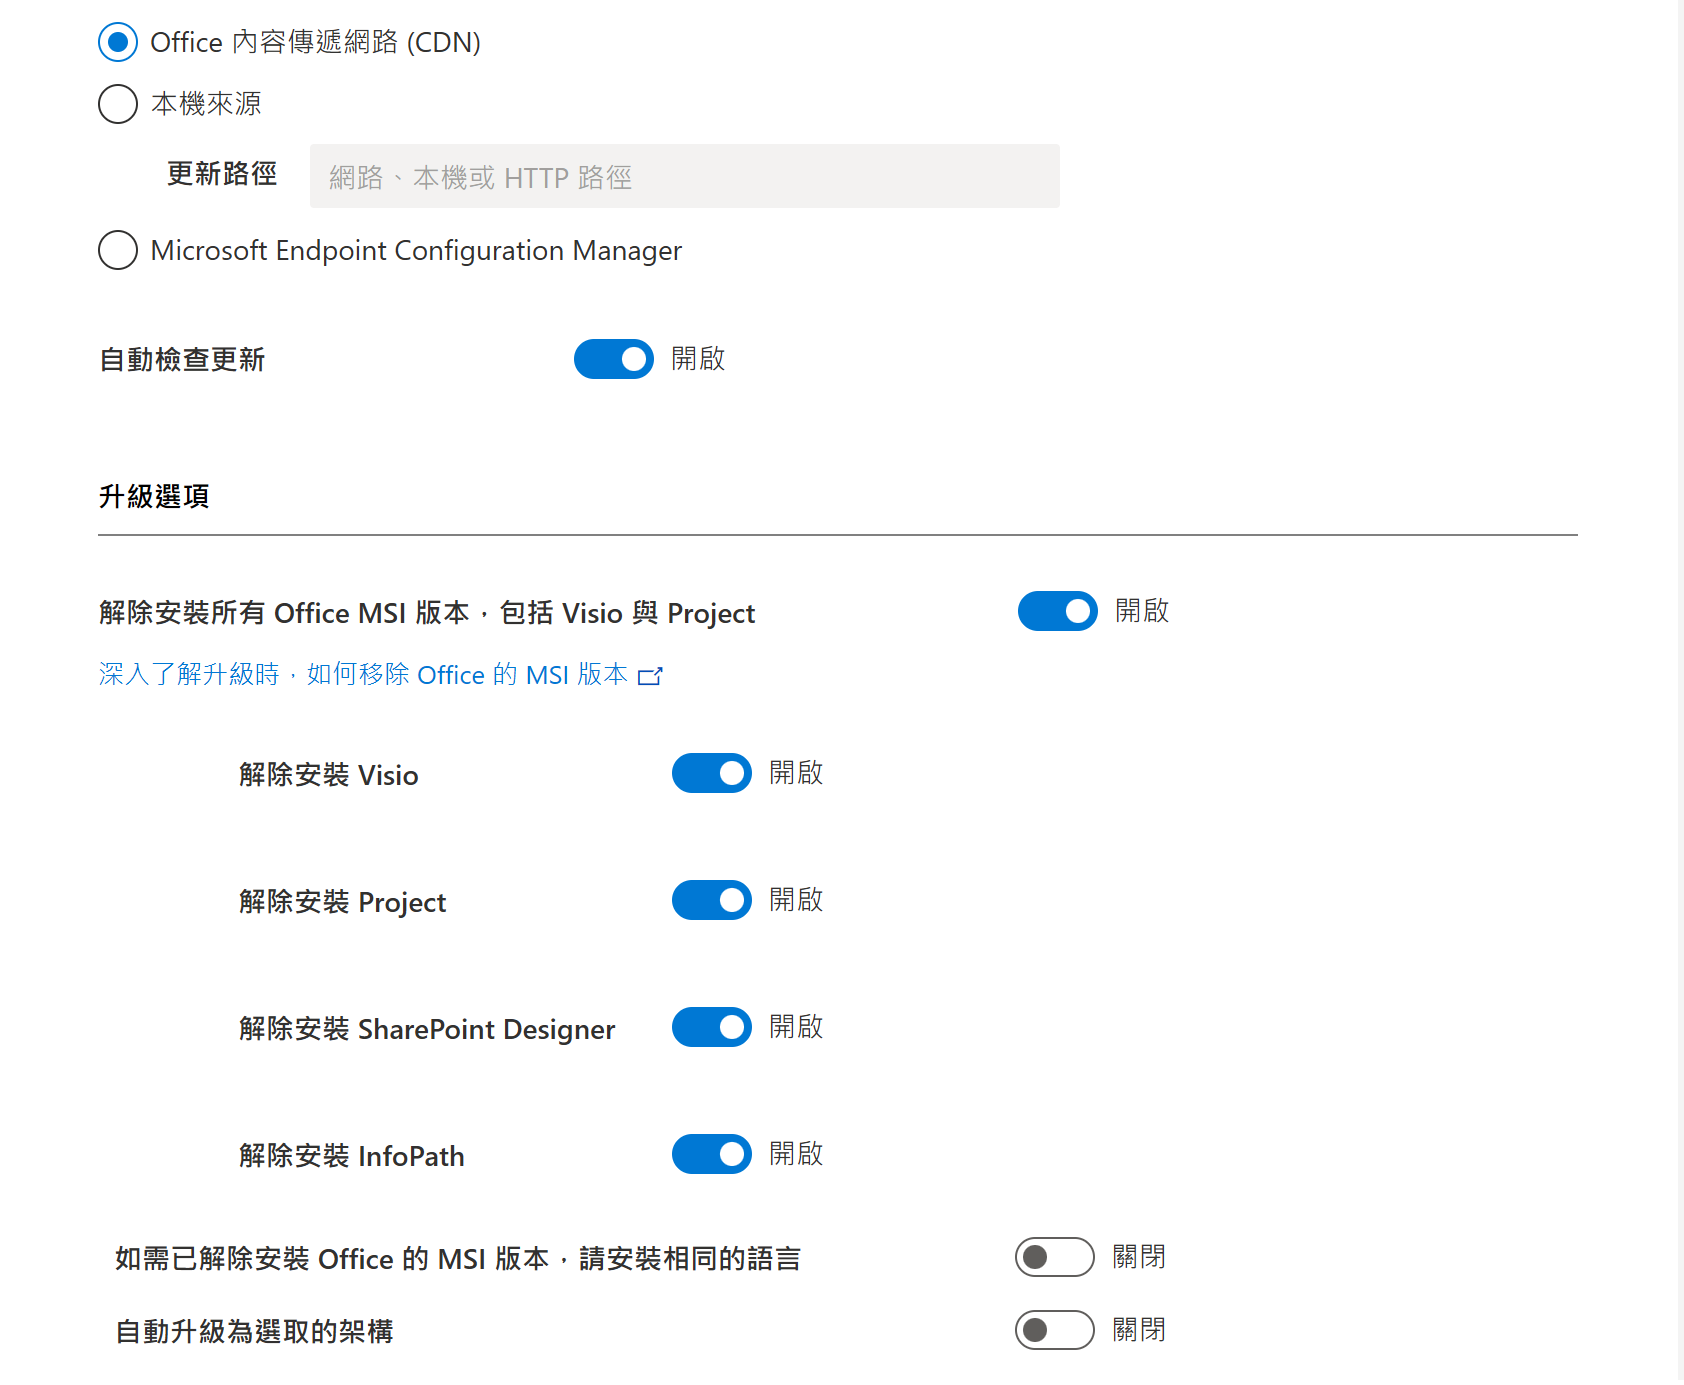 Office 內容傳遞網路 (CDN)
本機來源
更新路徑 網路、本機或 HTTP 路徑
Microsoft Endpoint Configuration Manager
自動檢查更新 開啟
升級選項
解除安裝所有 Office MSI 版本，包括 Visio 與 Project 開啟
深入了解升級時，如何移除 Office 的 MSI 版本
解除安裝 Visio 開啟
解除安裝 Project 開啟
解除安裝 SharePoint Designer 開啟
解除安裝 InfoPath 開啟
如需已解除安裝 Office 的 MSI 版本，請安裝相同的語言 關閉
自動升級為選取的架構 關閉